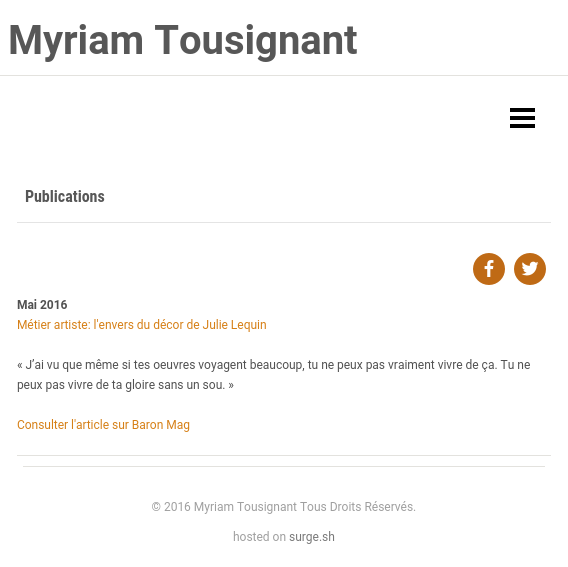 Myriam Tousignant
Publications
Mai 2016
Métier artiste: l'envers du décor de Julie Lequin
« J’ai vu que même si tes oeuvres voyagent beaucoup, tu ne peux pas vraiment vivre de ça. Tu ne
peux pas vivre de ta gloire sans un sou. »
Consulter l'article sur Baron Mag
© 2016 Myriam Tousignant Tous Droits Réservés.
hosted on surge.sh